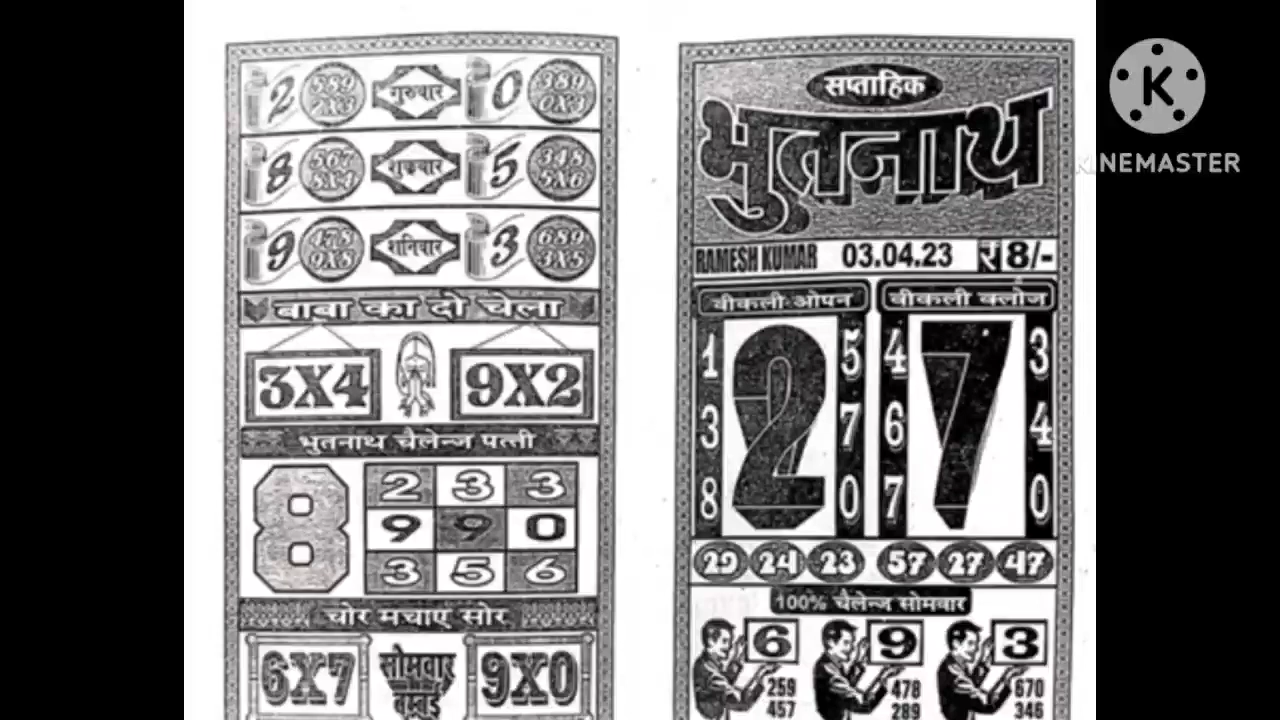 2 589 7X3 गुरुवार 0 389 0X3
8 567 8X4 शुक्रवार 5 348 5X6
9 478 9X8 शनिवार 3 689 3X5
बाबा का दो चेला
3X4 9X2
भुतनाथ चैलेन्ज पत्ती
8
2 3 3
9 9 0
3 5 6
चोर मचाए सोर
6X7 सोमवार बम्बई 9X0
साप्ताहिक
भुतनाथ
RAMESH KUMAR 03.04.23 ₹ 8/-
वीकली ओपन वीकली क्लोज
1 5 4 3
2 7
3 7 6 4
8 0 7 0
29 24 23 57 27 47
100% चैलेन्ज सोमवार
6 9 3
259 478 670
457 289 346
K
KINEMASTER